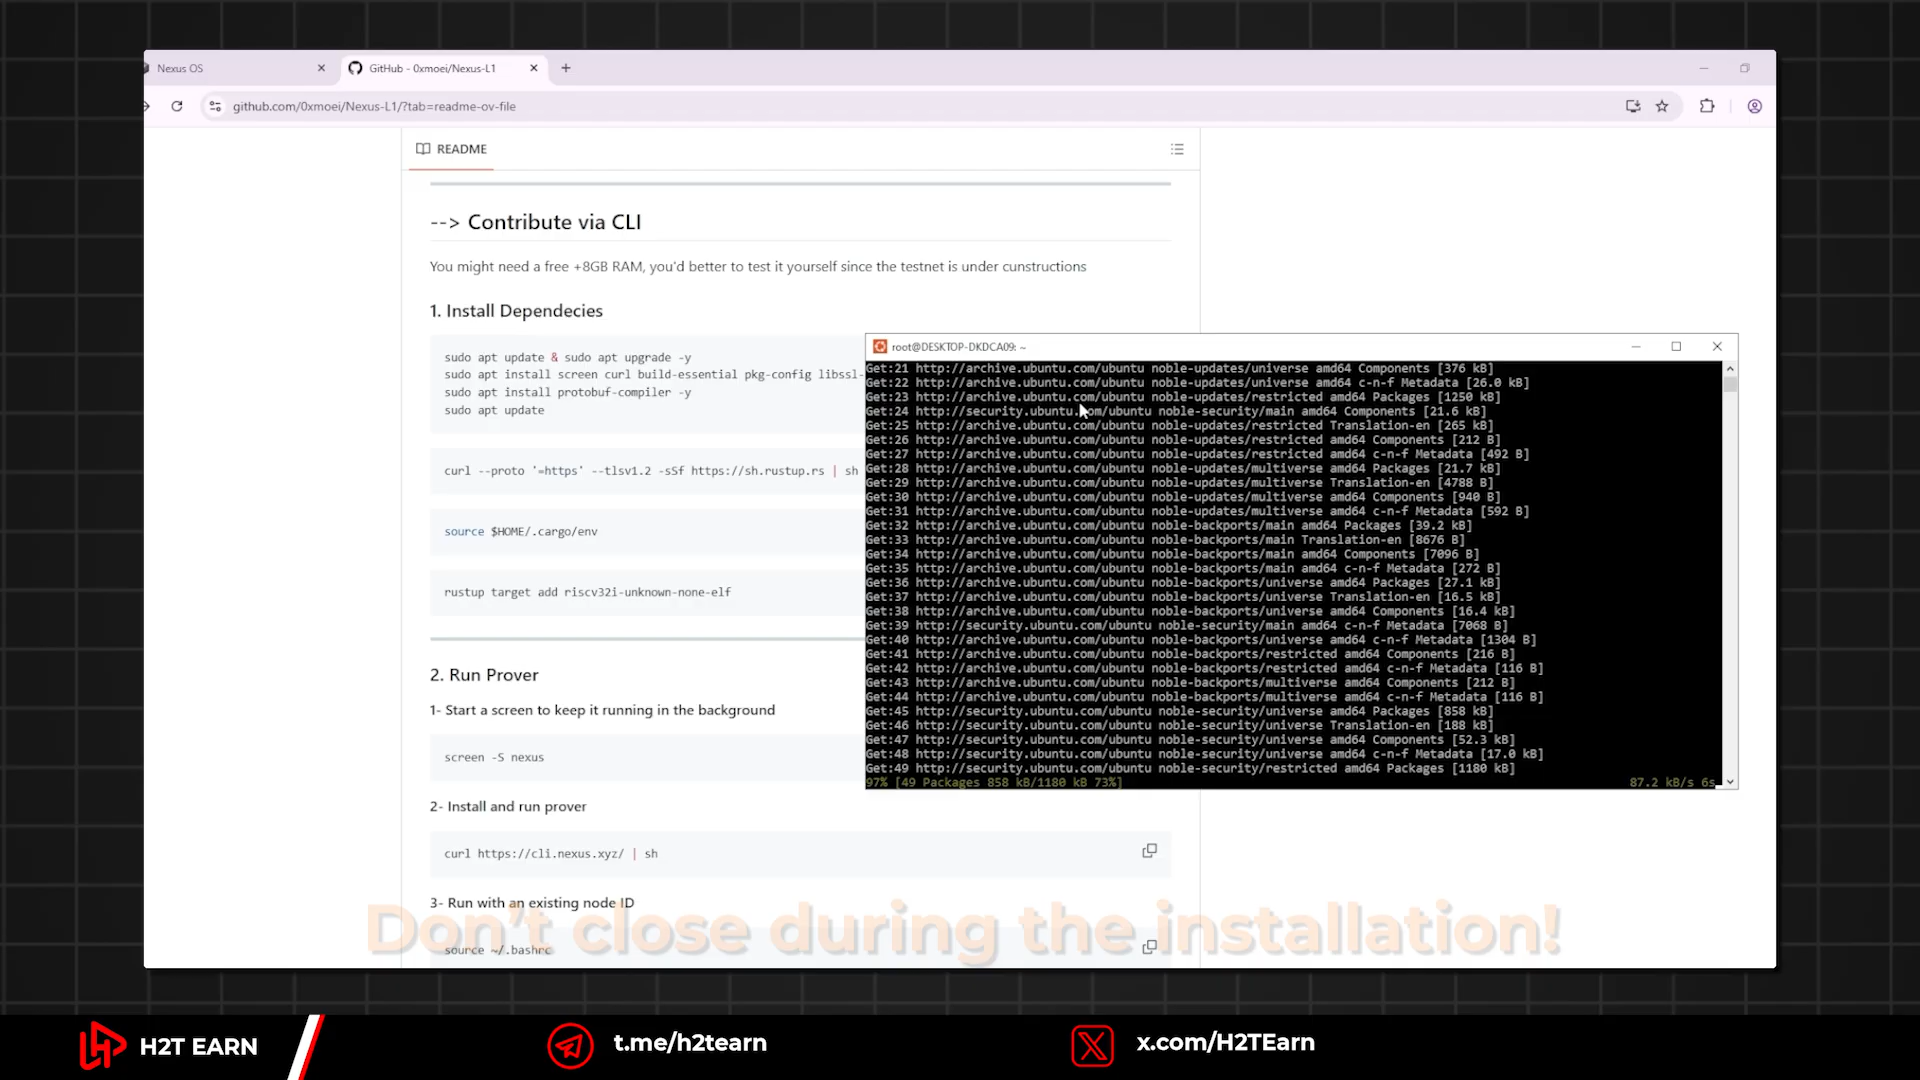 Nexus OS
GitHub - 0xmoei/Nexus-L1
github.com/0xmoei/Nexus-L1/?tab=readme-ov-file
README
--> Contribute via CLI
You might need a free +8GB RAM, you'd better to test it yourself since the testnet is under cunstructions
1. Install Dependecies
sudo apt update & sudo apt upgrade -y
sudo apt install screen curl build-essential pkg-config libssl-
sudo apt install protobuf-compiler -y
sudo apt update
curl --proto '=https' --tlsv1.2 -sSf https://sh.rustup.rs | sh
source $HOME/.cargo/env
rustup target add riscv32i-unknown-none-elf
2. Run Prover
1- Start a screen to keep it running in the background
screen -S nexus
2- Install and run prover
curl https://cli.nexus.xyz/ | sh
3- Run with an existing node ID
source ~/.bashrc
root@DESKTOP-DKDCA09: ~
Get:21 http://archive.ubuntu.com/ubuntu noble-updates/universe amd64 Components [376 kB]
Get:22 http://archive.ubuntu.com/ubuntu noble-updates/universe amd64 c-n-f Metadata [26.0 kB]
Get:23 http://archive.ubuntu.com/ubuntu noble-updates/restricted amd64 Packages [1250 kB]
Get:24 http://security.ubuntu.com/ubuntu noble-security/main amd64 Components [21.6 kB]
Get:25 http://archive.ubuntu.com/ubuntu noble-updates/restricted Translation-en [265 kB]
Get:26 http://archive.ubuntu.com/ubuntu noble-updates/restricted amd64 Components [212 B]
Get:27 http://archive.ubuntu.com/ubuntu noble-updates/restricted amd64 c-n-f Metadata [492 B]
Get:28 http://archive.ubuntu.com/ubuntu noble-updates/multiverse amd64 Packages [21.7 kB]
Get:29 http://archive.ubuntu.com/ubuntu noble-updates/multiverse Translation-en [4788 B]
Get:30 http://archive.ubuntu.com/ubuntu noble-updates/multiverse amd64 Components [940 B]
Get:31 http://archive.ubuntu.com/ubuntu noble-updates/multiverse amd64 c-n-f Metadata [592 B]
Get:32 http://archive.ubuntu.com/ubuntu noble-backports/main amd64 Packages [39.2 kB]
Get:33 http://archive.ubuntu.com/ubuntu noble-backports/main Translation-en [8676 B]
Get:34 http://archive.ubuntu.com/ubuntu noble-backports/main amd64 Components [7096 B]
Get:35 http://archive.ubuntu.com/ubuntu noble-backports/main amd64 c-n-f Metadata [272 B]
Get:36 http://archive.ubuntu.com/ubuntu noble-backports/universe amd64 Packages [27.1 kB]
Get:37 http://archive.ubuntu.com/ubuntu noble-backports/universe Translation-en [16.5 kB]
Get:38 http://archive.ubuntu.com/ubuntu noble-backports/universe amd64 Components [16.4 kB]
Get:39 http://security.ubuntu.com/ubuntu noble-security/main amd64 c-n-f Metadata [7068 B]
Get:40 http://archive.ubuntu.com/ubuntu noble-backports/universe amd64 c-n-f Metadata [1304 B]
Get:41 http://archive.ubuntu.com/ubuntu noble-backports/restricted amd64 Components [216 B]
Get:42 http://archive.ubuntu.com/ubuntu noble-backports/restricted amd64 c-n-f Metadata [116 B]
Get:43 http://archive.ubuntu.com/ubuntu noble-backports/multiverse amd64 Components [212 B]
Get:44 http://archive.ubuntu.com/ubuntu noble-backports/multiverse amd64 c-n-f Metadata [116 B]
Get:45 http://security.ubuntu.com/ubuntu noble-security/universe amd64 Packages [858 kB]
Get:46 http://security.ubuntu.com/ubuntu noble-security/universe Translation-en [188 kB]
Get:47 http://security.ubuntu.com/ubuntu noble-security/universe amd64 Components [52.3 kB]
Get:48 http://security.ubuntu.com/ubuntu noble-security/universe amd64 c-n-f Metadata [17.0 kB]
Get:49 http://security.ubuntu.com/ubuntu noble-security/restricted amd64 Packages [1180 kB]
97% [49 Packages 858 kB/1180 kB 73%] 87.2 kB/s 6s
Don't close during the installation!
H2T EARN
t.me/h2tearn
x.com/H2TEarn